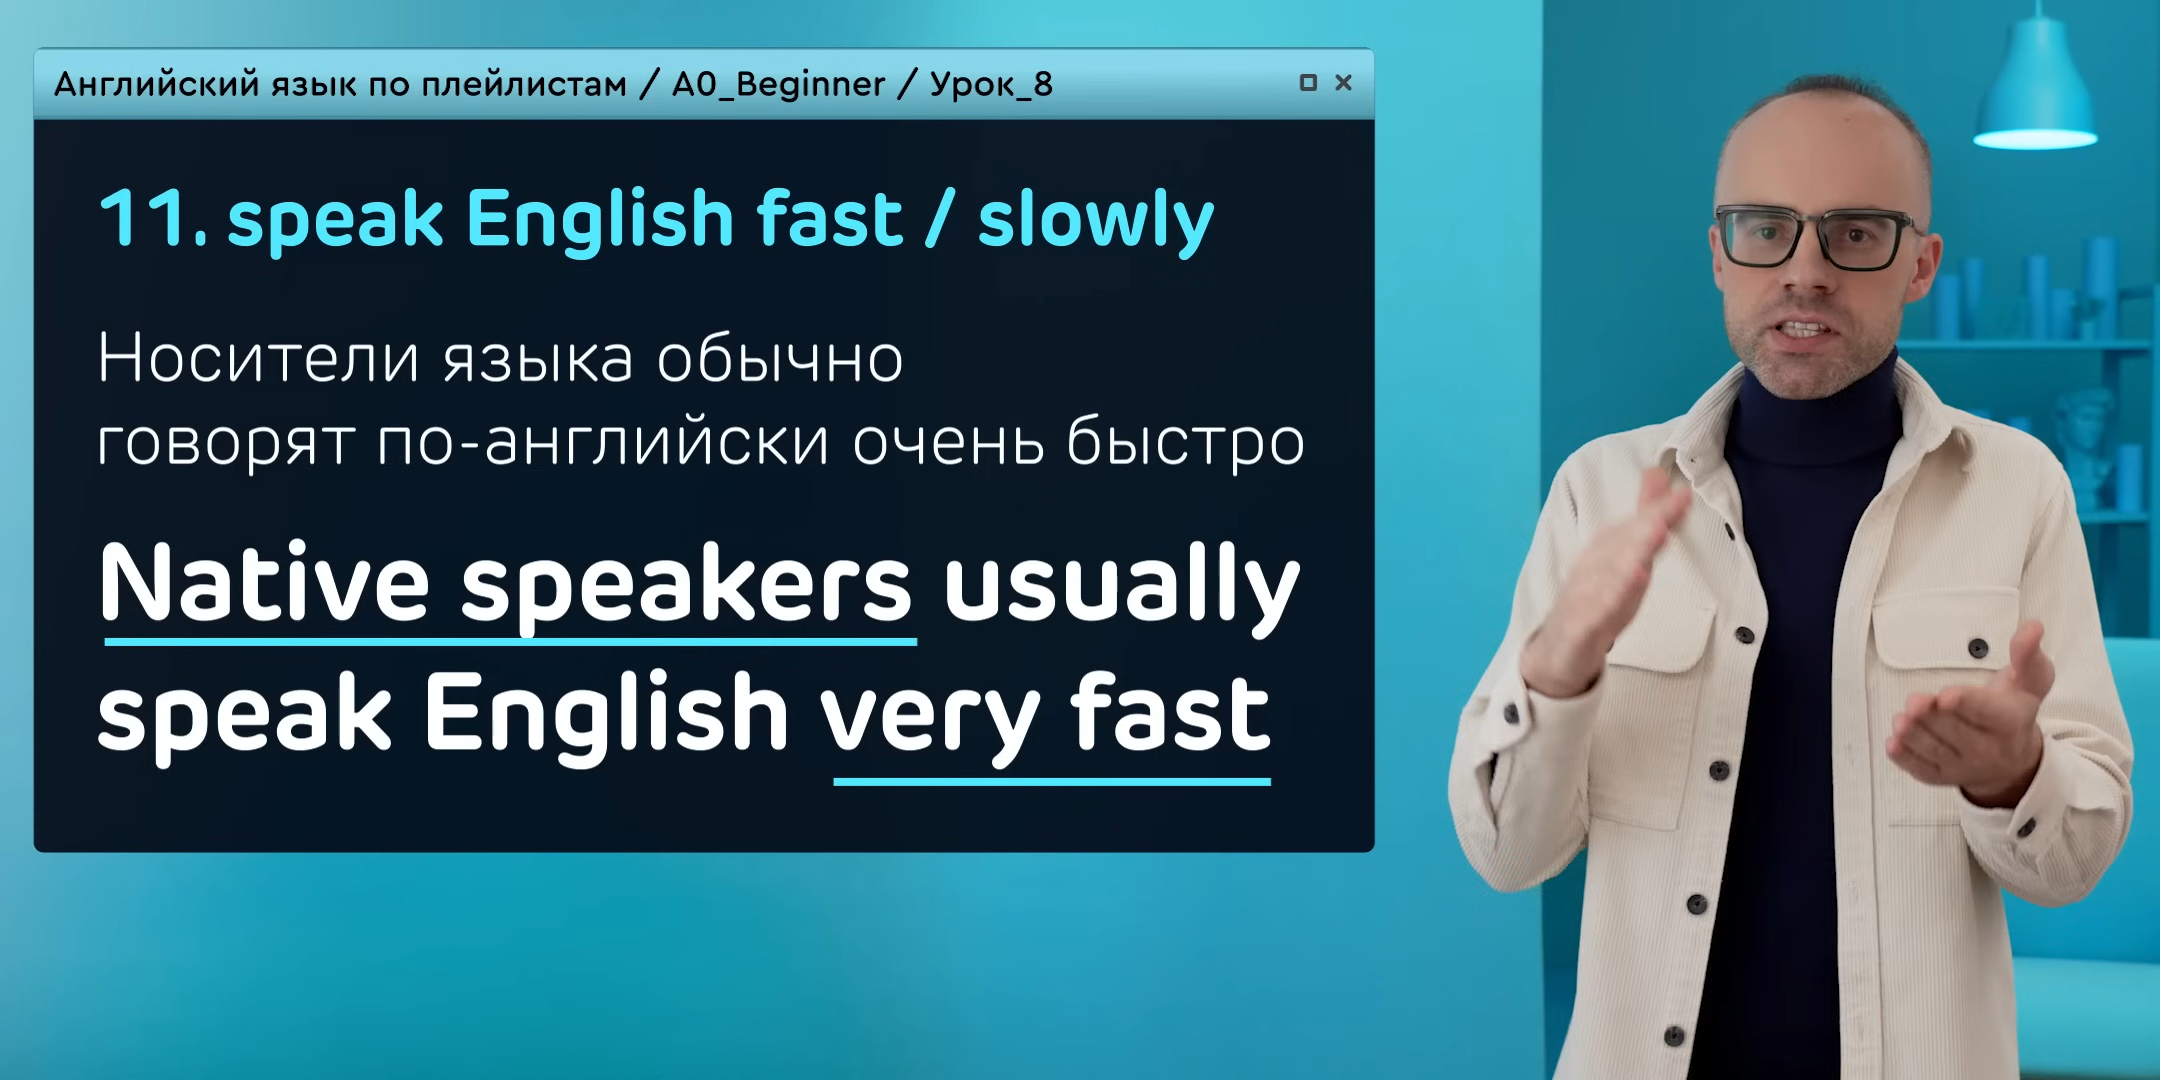 Английский язык по плейлистам / A0_Beginner / Урок_8
11. speak English fast / slowly
Носители языка обычно
говорят по-английски очень быстро
Native speakers usually
speak English very fast